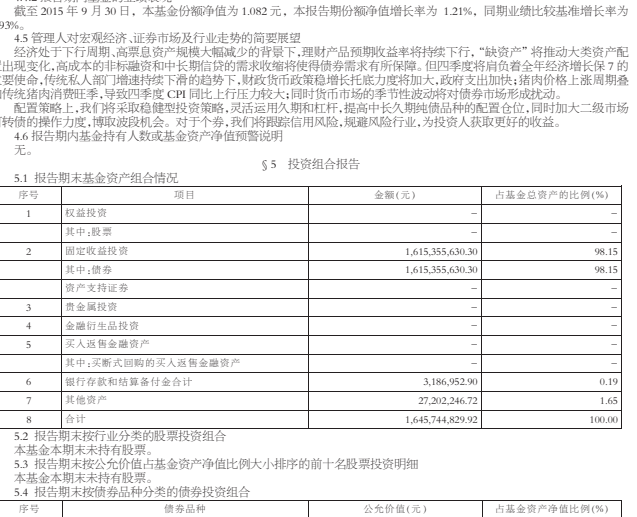 截至 2015 年 9 月 30 日，本基金份额净值为 1.082 元，本报告期份额净值增长率为 1.21%，同期业绩比较基准增长率为
93%。
4.5 管理人对宏观经济、证券市场及行业走势的简要展望
经济处于下行周期、高票息资产规模大幅减少的背景下，理财产品预期收益率将持续下行，“缺资产”将推动大类资产配
出现变化，高成本的非标融资和中长期信贷的需求收缩将使得债券需求有所保障。但四季度将肩负着全年经济增长保 7 的
要使命，传统私人部门增速持续下滑的趋势下，财政货币政策稳增长托底力度将加大，政府支出加快；猪肉价格上涨周期叠
传统猪肉消费旺季，导致四季度 CPI 同比上行压力较大；同时货币市场的季节性波动将对债券市场形成扰动。
配置策略上，我们将采取稳健型投资策略，灵活运用久期和杠杆，提高中长久期纯债品种的配置仓位，同时加大二级市场
转债的操作力度，博取波段机会。对于个券，我们将跟踪信用风险，规避风险行业，为投资人获取更好的收益。
4.6 报告期内基金持有人数或基金资产净值预警说明
无。
§5 投资组合报告
5.1 报告期末基金资产组合情况
序号 项目 金额(元) 占基金总资产的比例(%)
1 权益投资 – –
其中:股票 – –
2 固定收益投资 1,615,355,630.30 98.15
其中:债券 1,615,355,630.30 98.15
资产支持证券 – –
3 贵金属投资 – –
4 金融衍生品投资 – –
5 买入返售金融资产 – –
其中:买断式回购的买入返售金融资产 – –
6 银行存款和结算备付金合计 3,186,952.90 0.19
7 其他资产 27,202,246.72 1.65
8 合计 1,645,744,829.92 100.00
5.2 报告期末按行业分类的股票投资组合
本基金本期末未持有股票。
5.3 报告期末按公允价值占基金资产净值比例大小排序的前十名股票投资明细
本基金本期末未持有股票。
5.4 报告期末按债券品种分类的债券投资组合
序号 债券品种 公允价值(元) 占基金资产净值比例(%)